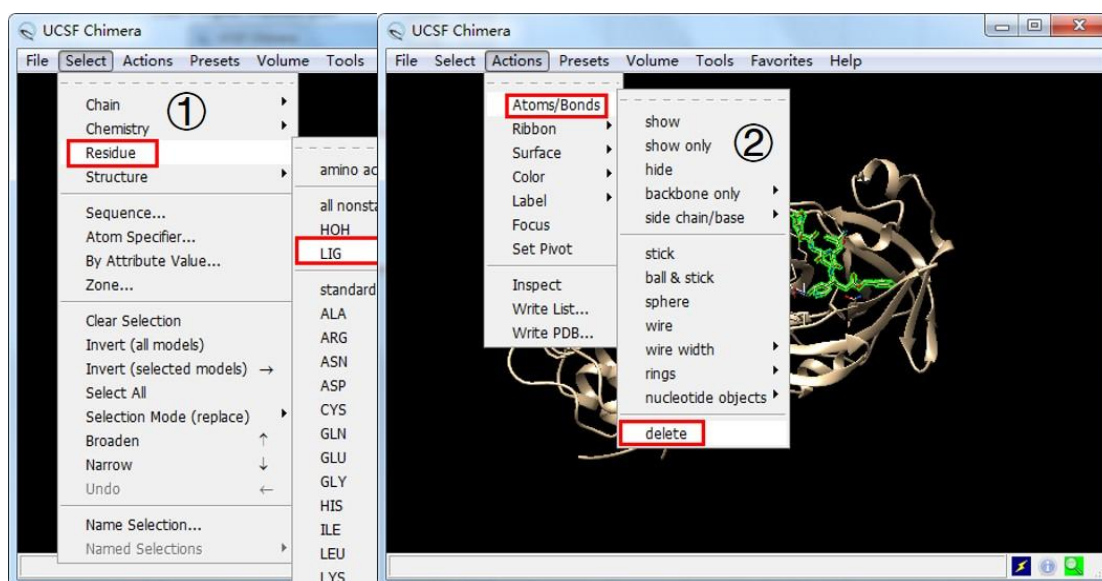 UCSF Chimera
File Select Actions Presets Volume Tools
①
Chain
Chemistry
Residue
Structure
Sequence...
Atom Specifier...
By Attribute Value...
Zone...
Clear Selection
Invert (all models)
Invert (selected models) →
Select All
Selection Mode (replace)
Broaden ↑
Narrow ↓
Undo ←
Name Selection...
Named Selections
amino ac
all nonsta
HOH
LIG
standard
ALA
ARG
ASN
ASP
CYS
GLN
GLU
GLY
HIS
ILE
LEU
LYS
UCSF Chimera
File Select Actions Presets Volume Tools Favorites Help
Atoms/Bonds
Ribbon
Surface
Color
Label
Focus
Set Pivot
Inspect
Write List...
Write PDB...
②
show
show only
hide
backbone only
side chain/base
stick
ball & stick
sphere
wire
wire width
rings
nucleotide objects
delete